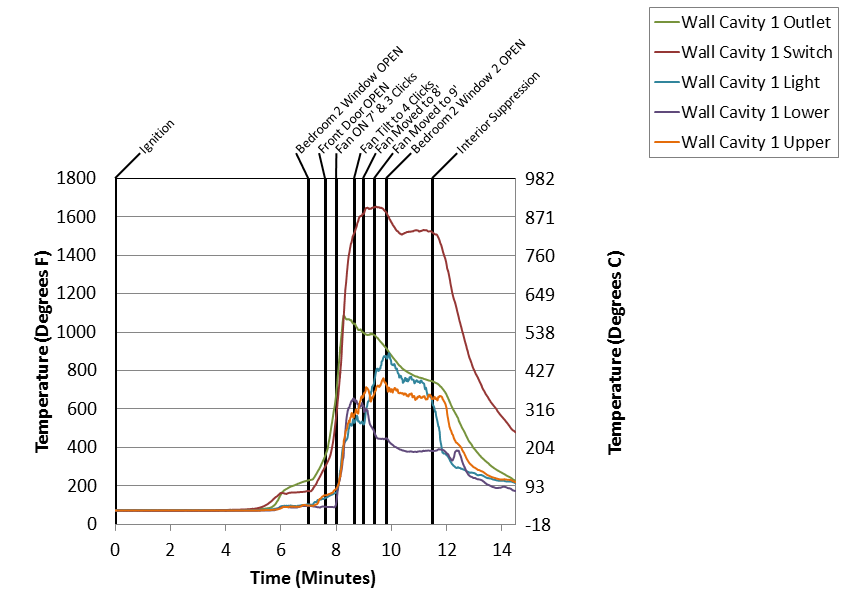 Wall Cavity 1 Outlet
Wall Cavity 1 Switch
Wall Cavity 1 Light
Wall Cavity 1 Lower
Wall Cavity 1 Upper
Ignition
Bedroom 2 Window OPEN
Front Door OPEN
Fan ON 7' & 3 Clicks
Fan Tilt to 4 Clicks
Fan Moved to 8'
Fan Moved to 9'
Bedroom 2 Window 2 OPEN
Interior Suppression
Temperature (Degrees F)
1800
1600
1400
1200
1000
800
600
400
200
0
982
871
760
649
538
427
316
204
93
-18
Temperature (Degrees C)
0 2 4 6 8 10 12 14
Time (Minutes)